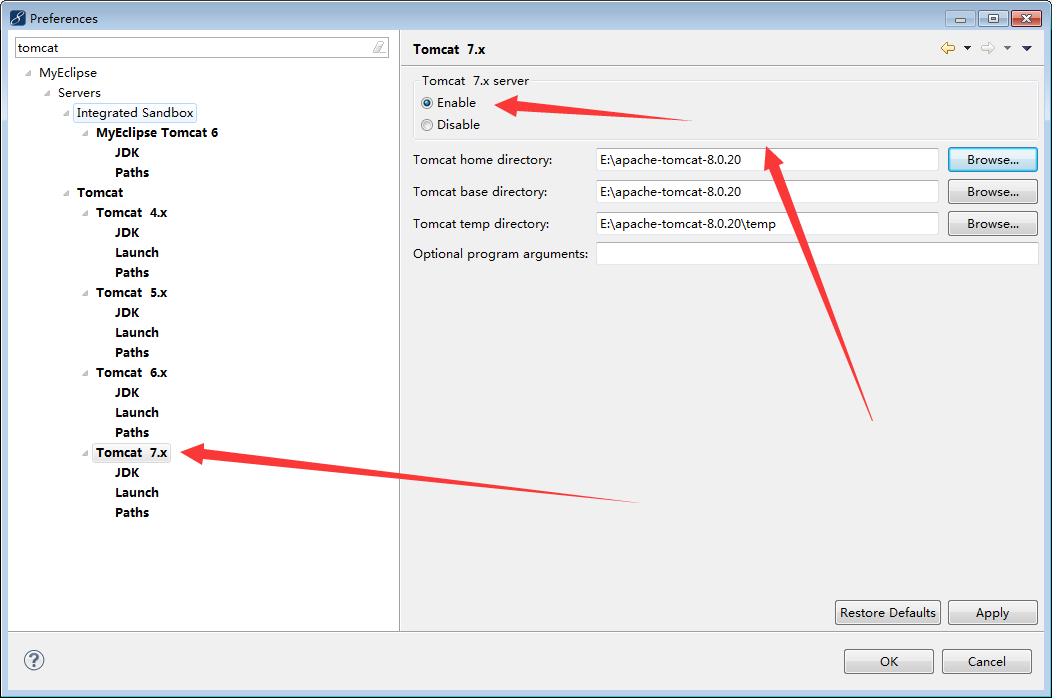 Preferences
tomcat
MyEclipse
Servers
Integrated Sandbox
MyEclipse Tomcat 6
JDK
Paths
Tomcat
Tomcat 4.x
JDK
Launch
Paths
Tomcat 5.x
JDK
Launch
Paths
Tomcat 6.x
JDK
Launch
Paths
Tomcat 7.x
JDK
Launch
Paths
Tomcat 7.x
Tomcat 7.x server
Enable
Disable
Tomcat home directory: E:\apache-tomcat-8.0.20 Browse...
Tomcat base directory: E:\apache-tomcat-8.0.20 Browse...
Tomcat temp directory: E:\apache-tomcat-8.0.20\temp Browse...
Optional program arguments:
Restore Defaults Apply
? OK Cancel